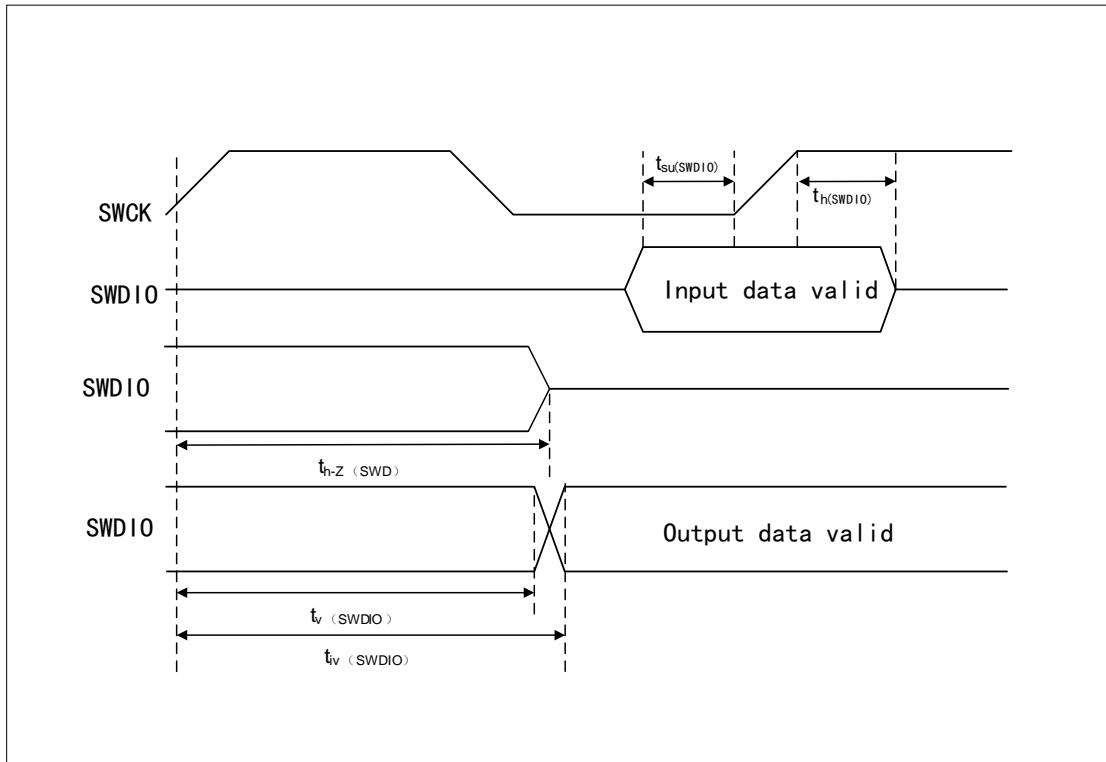 tsu(SWDIO)
th(SWDIO)
SWCK
SWDIO
Input data valid
SWDIO
th-Z（SWD）
SWDIO
Output data valid
tv（SWDIO）
tiv（SWDIO）